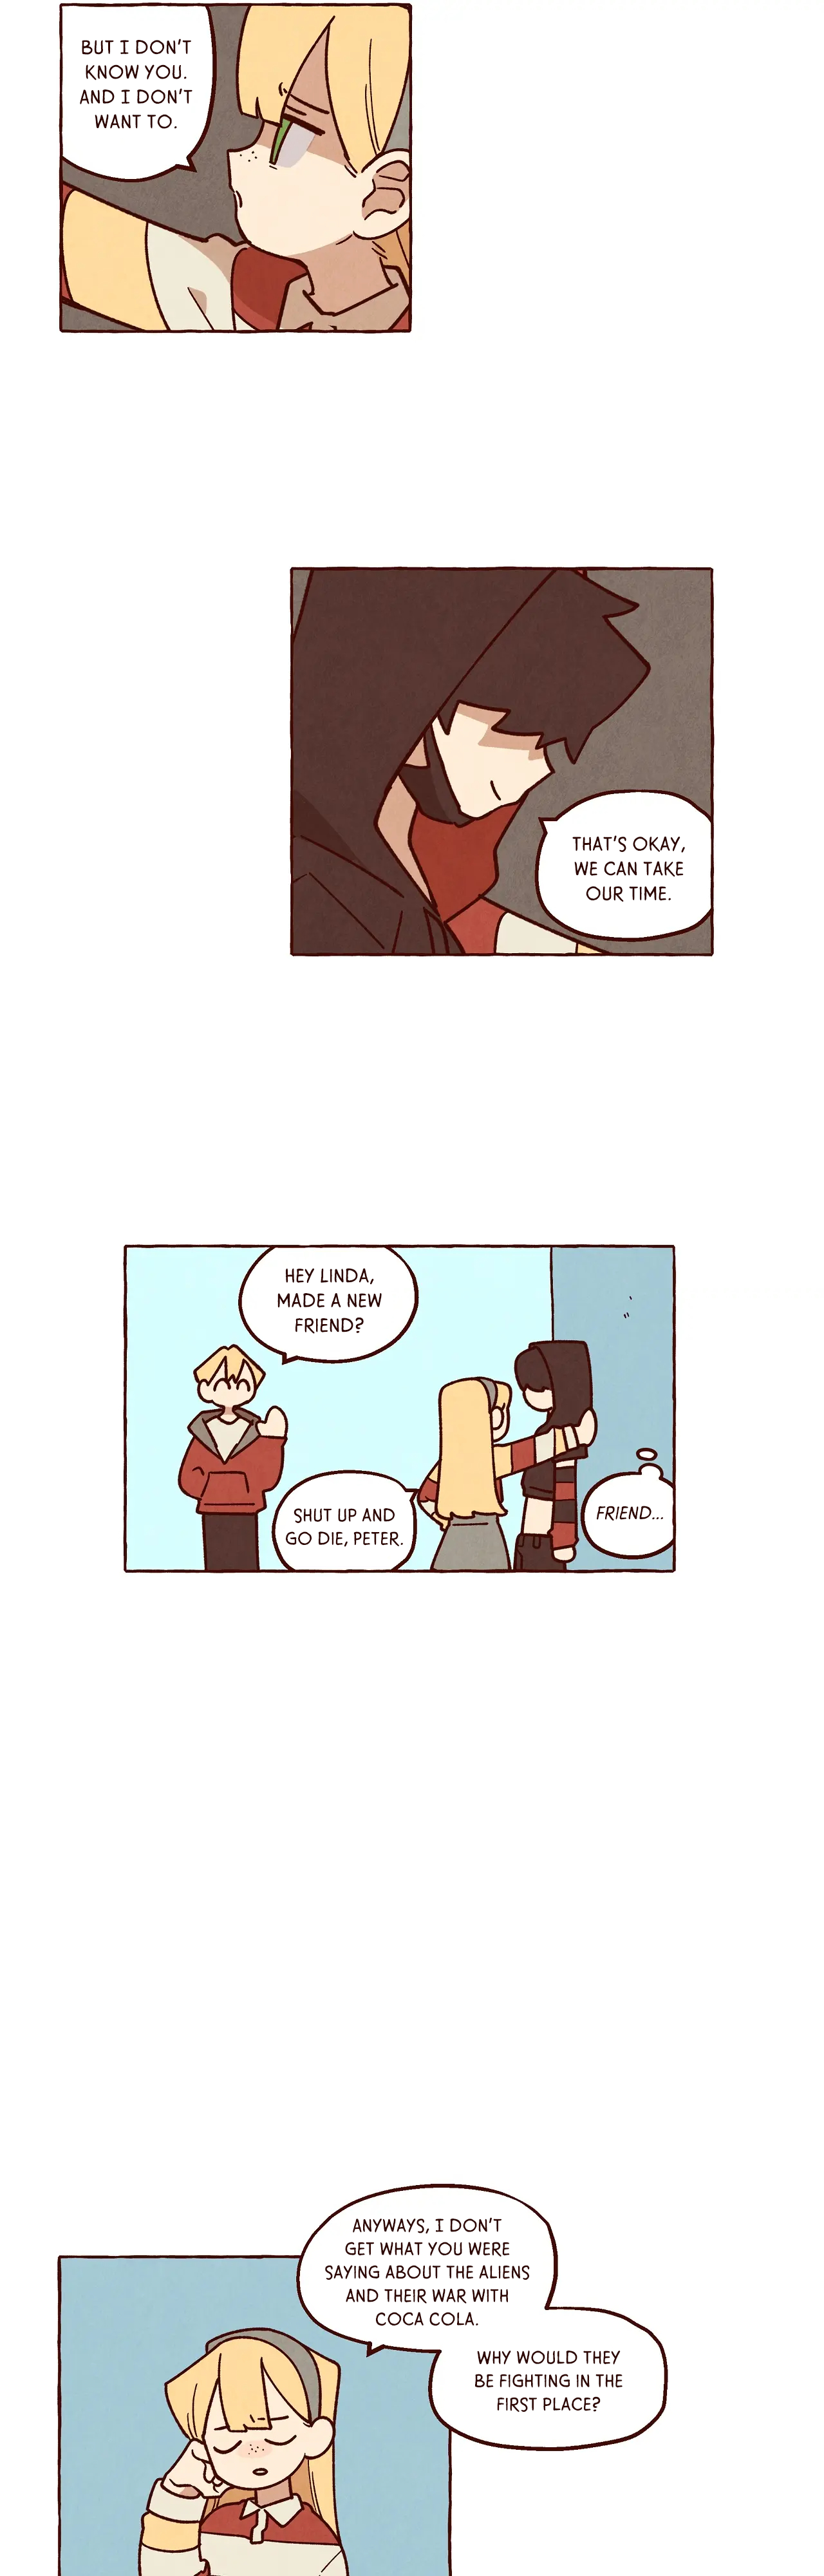 BUT I DON'T
KNOW YOU.
AND I DON'T
WANT TO.
THAT'S OKAY,
WE CAN TAKE
OUR TIME.
HEY LINDA,
MADE A NEW
FRIEND?
SHUT UP AND
GO DIE, PETER.
FRIEND...
ANYWAYS, I DON'T
GET WHAT YOU WERE
SAYING ABOUT THE ALIENS
AND THEIR WAR WITH
COCA COLA.
WHY WOULD THEY
BE FIGHTING IN THE
FIRST PLACE?